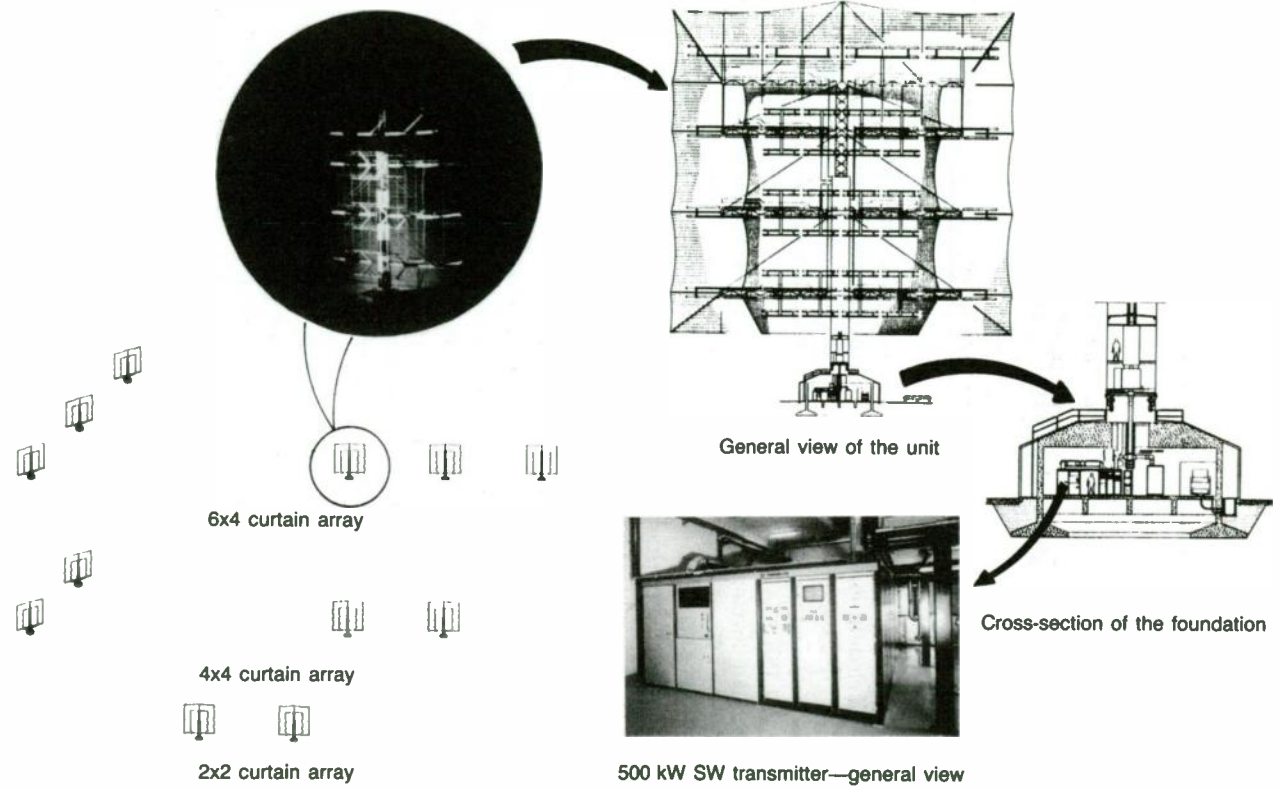 General view of the unit
6x4 curtain array
Cross-section of the foundation
4x4 curtain array
2x2 curtain array
500 kW SW transmitter—general view